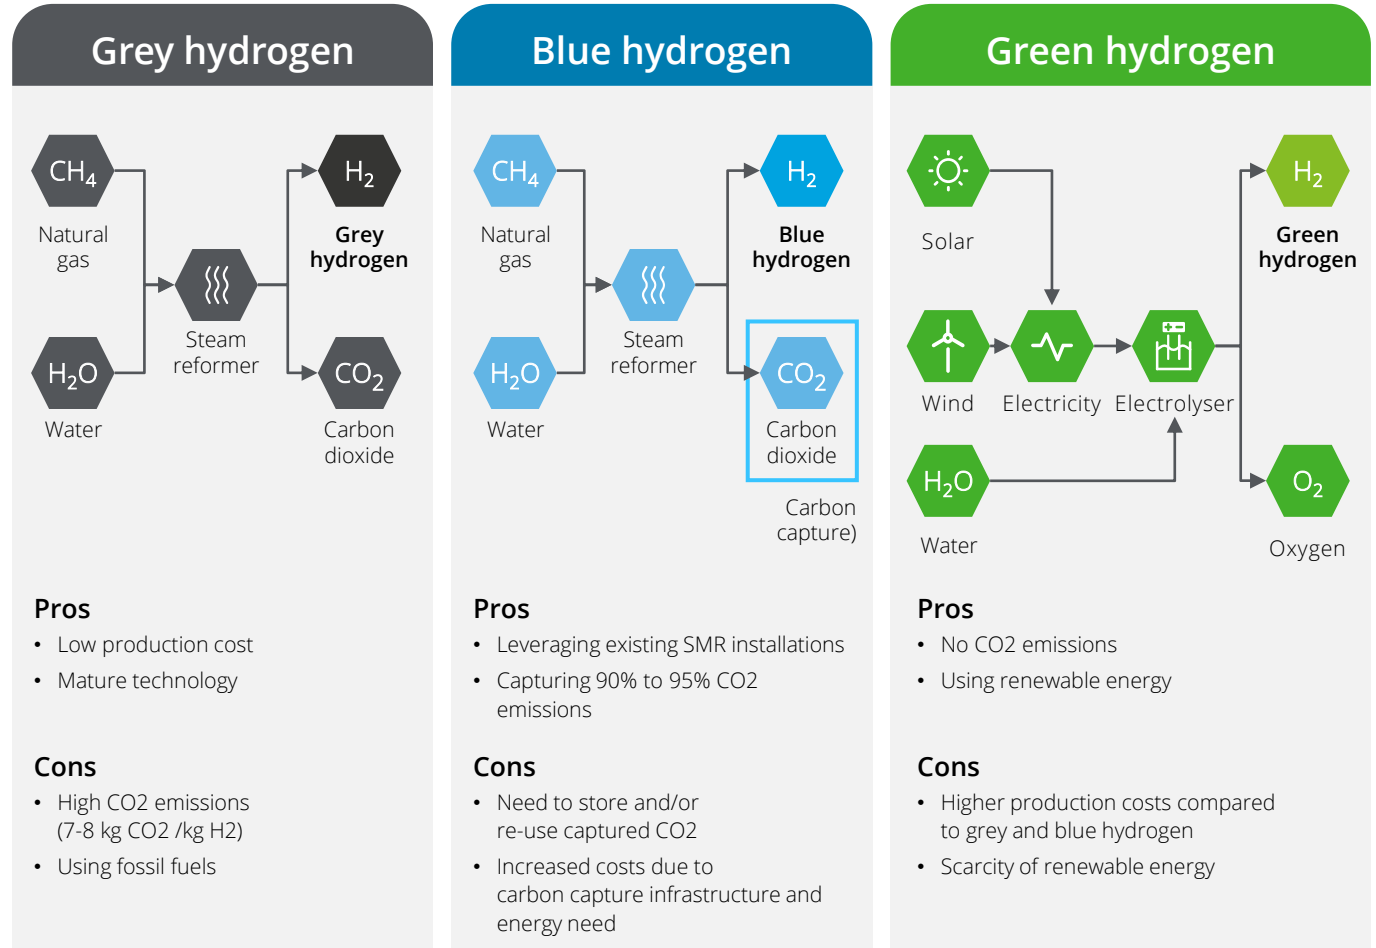 Grey hydrogen
CH₄
Natural
gas
H₂O
Water
Steam
reformer
H₂
Grey
hydrogen
CO₂
Carbon
dioxide
Pros
• Low production cost
• Mature technology
Cons
• High CO2 emissions
(7-8 kg CO2 /kg H2)
• Using fossil fuels
Blue hydrogen
CH₄
Natural
gas
H₂O
Water
Steam
reformer
H₂
Blue
hydrogen
CO₂
Carbon
dioxide
Carbon
capture)
Pros
• Leveraging existing SMR installations
• Capturing 90% to 95% CO2
emissions
Cons
• Need to store and/or
re-use captured CO2
• Increased costs due to
carbon capture infrastructure and
energy need
Green hydrogen
Solar
Wind
Electricity
Electrolyser
H₂O
Water
H₂
Green
hydrogen
O₂
Oxygen
Pros
• No CO2 emissions
• Using renewable energy
Cons
• Higher production costs compared
to grey and blue hydrogen
• Scarcity of renewable energy